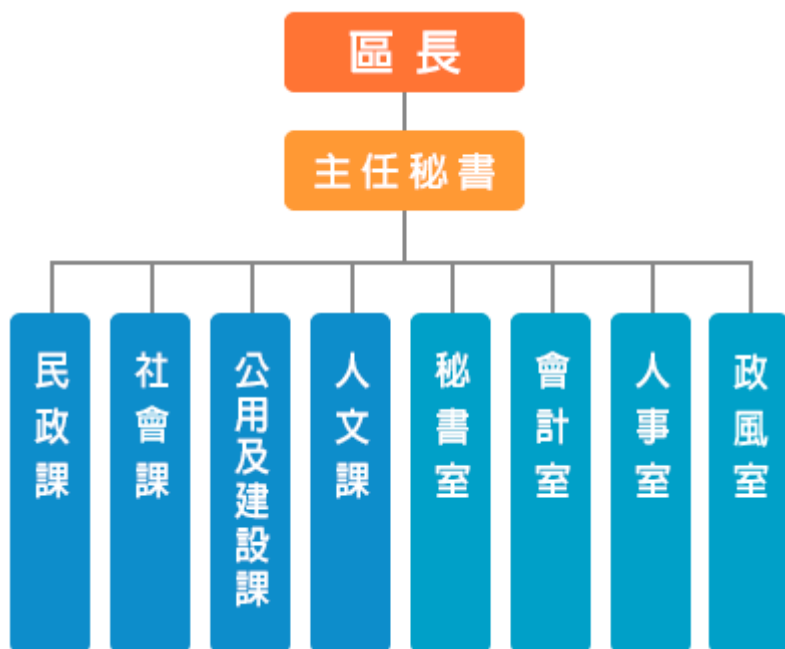 區長
主任秘書
民政課
社會課
公用及建設課
人文課
秘書室
會計室
人事室
政風室